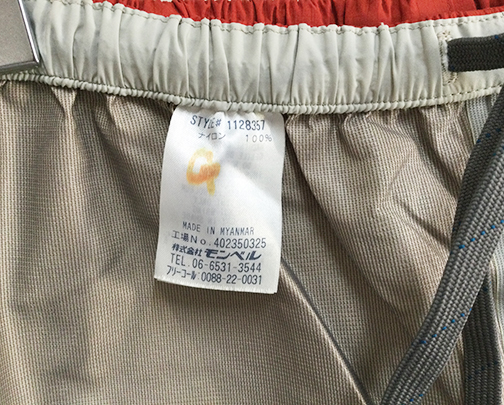 STYLE# 1128357
ナイロン 100%
MADE IN MYANMAR
工場No.402350325
株式会社 モンベル
TEL.06-6531-3544
フリーコール:0088-22-0031